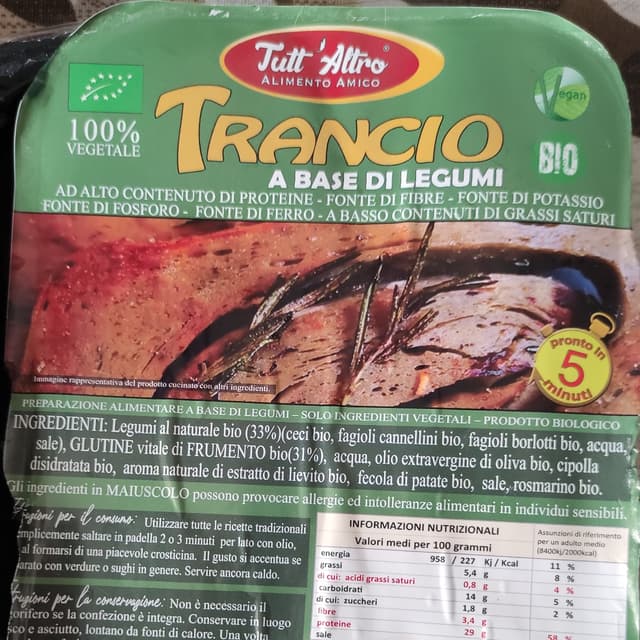 Tutt'Altro®
ALIMENTO AMICO
100%
VEGETALE
Vegan
TRANCIO
BIO
A BASE DI LEGUMI
AD ALTO CONTENUTO DI PROTEINE - FONTE DI FIBRE - FONTE DI POTASSIO
FONTE DI FOSFORO - FONTE DI FERRO - A BASSO CONTENUTI DI GRASSI SATURI
pronto in
5
minuti
Immagine rappresentativa del prodotto cucinato con altri ingredienti.
PREPARAZIONE ALIMENTARE A BASE DI LEGUMI – SOLO INGREDIENTI VEGETALI – PRODOTTO BIOLOGICO
INGREDIENTI: Legumi al naturale bio (33%)(ceci bio, fagioli cannellini bio, fagioli borlotti bio, acqua,
sale), GLUTINE vitale di FRUMENTO bio(31%), acqua, olio extravergine di oliva bio, cipolla
disidratata bio, aroma naturale di estratto di lievito bio, fecola di patate bio, sale, rosmarino bio.
Gli ingredienti in MAIUSCOLO possono provocare allergie ed intolleranze alimentari in individui sensibili.
per il consumo: Utilizzare tutte le ricette tradizionali
saltare in padella 2 o 3 minuti per lato con olio,
al formarsi di una piacevole crosticina. Il gusto si accentua se
con verdure o sughi in genere. Servire ancora caldo.
per la conservazione: Non è necessario il
se la confezione è integra. Conservare in luogo
e asciutto, lontano da fonti di calore. Una volta
INFORMAZIONI NUTRIZIONALI
Valori medi per 100 grammi
Assunzioni di riferimento
per un adulto medio
(8400kj/2000kcal)
energia 958 / 227 Kj / Kcal 11 %
grassi 5,4 g 8 %
di cui: acidi grassi saturi 0,8 g 4 %
carboidrati 14 g 5 %
di cui: zuccheri 1,8 g 2 %
fibre 3,4 g
proteine 29 g 58 %
sale